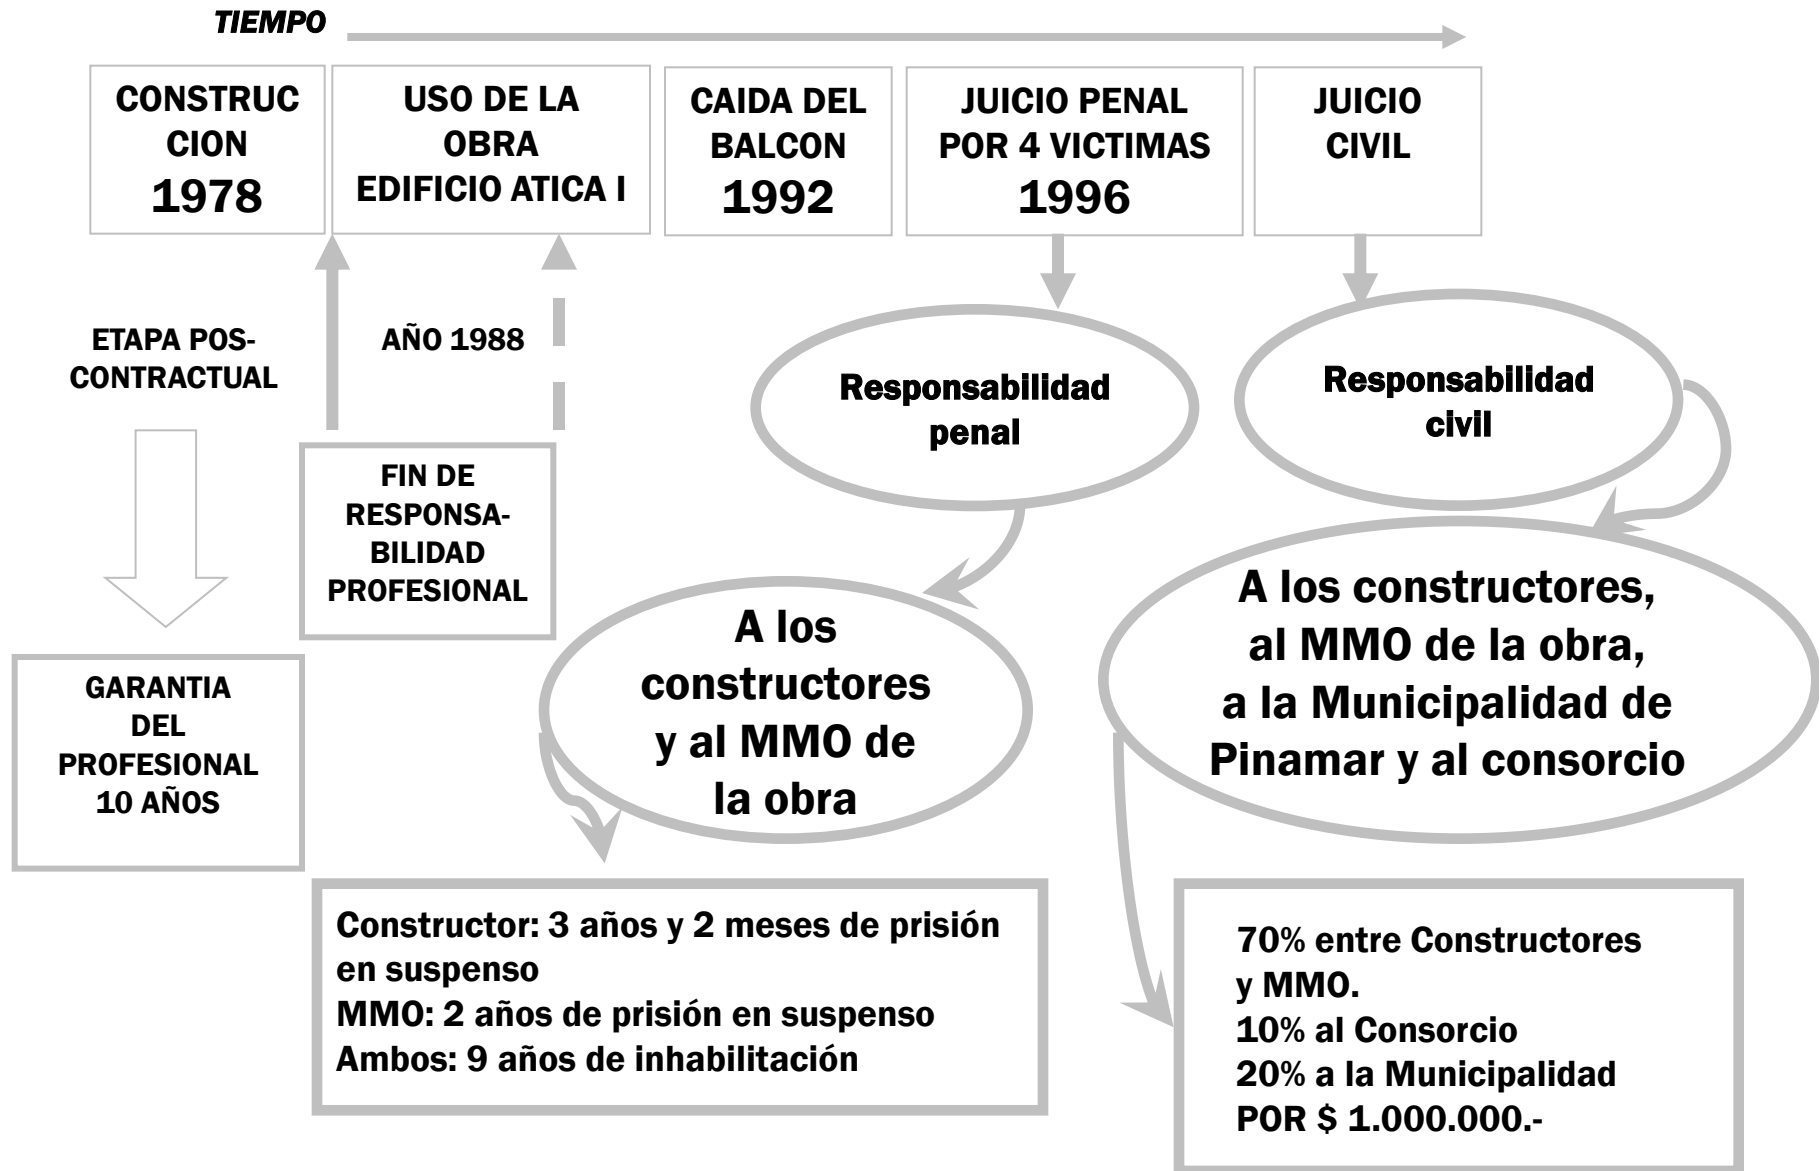 TIEMPO
CONSTRUC
CION
1978
USO DE LA
OBRA
EDIFICIO ATICA I
CAIDA DEL
BALCON
1992
JUICIO PENAL
POR 4 VICTIMAS
1996
JUICIO
CIVIL
ETAPA POS-
CONTRACTUAL
AÑO 1988
Responsabilidad
penal
Responsabilidad
civil
FIN DE
RESPONSA-
BILIDAD
PROFESIONAL
GARANTIA
DEL
PROFESIONAL
10 AÑOS
A los
constructores
y al MMO de
la obra
A los constructores,
al MMO de la obra,
a la Municipalidad de
Pinamar y al consorcio
Constructor: 3 años y 2 meses de prisión
en suspenso
MMO: 2 años de prisión en suspenso
Ambos: 9 años de inhabilitación
70% entre Constructores
y MMO.
10% al Consorcio
20% a la Municipalidad
POR $ 1.000.000.-